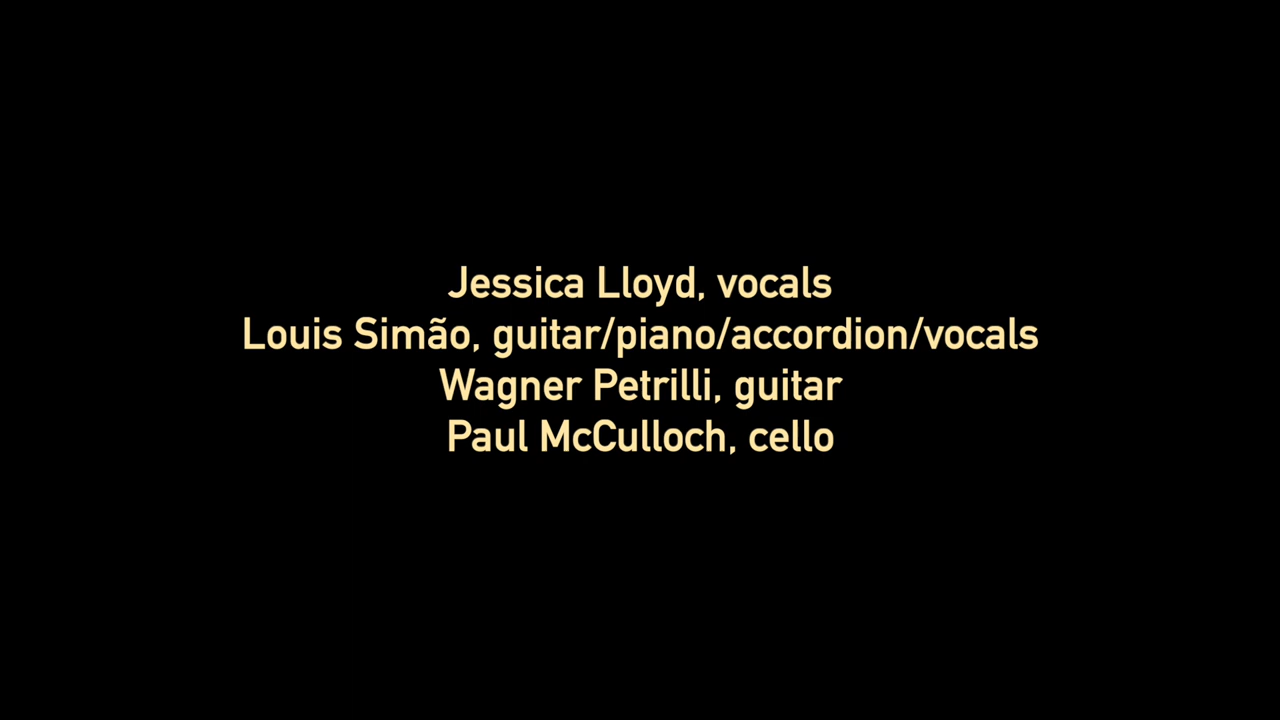 Jessica Lloyd, vocals
Louis Simão, guitar/piano/accordion/vocals
Wagner Petrilli, guitar
Paul McCulloch, cello